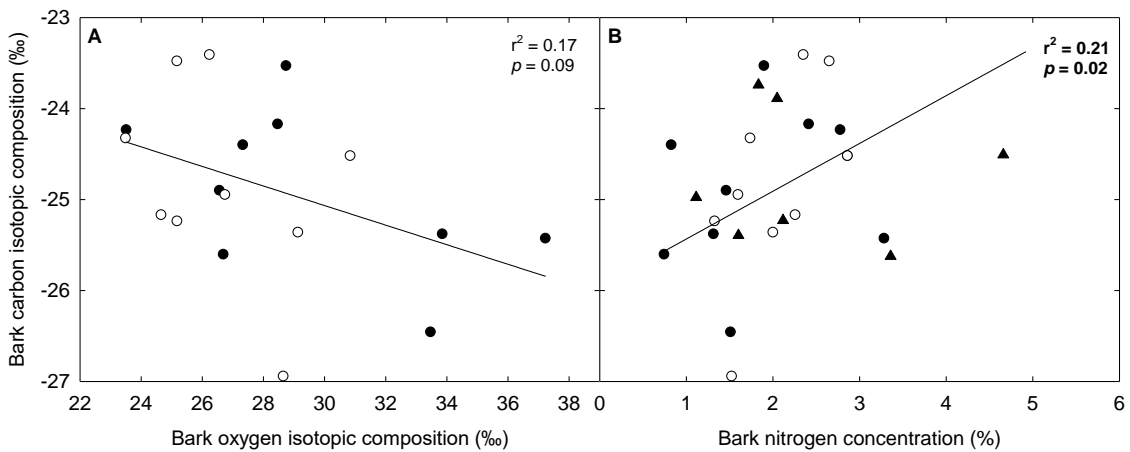 A
r² = 0.17
p = 0.09
B
r² = 0.21
p = 0.02
Bark carbon isotopic composition (‰)
-23
-24
-25
-26
-27
22 24 26 28 30 32 34 36 38
0 1 2 3 4 5 6
Bark oxygen isotopic composition (‰)
Bark nitrogen concentration (%)